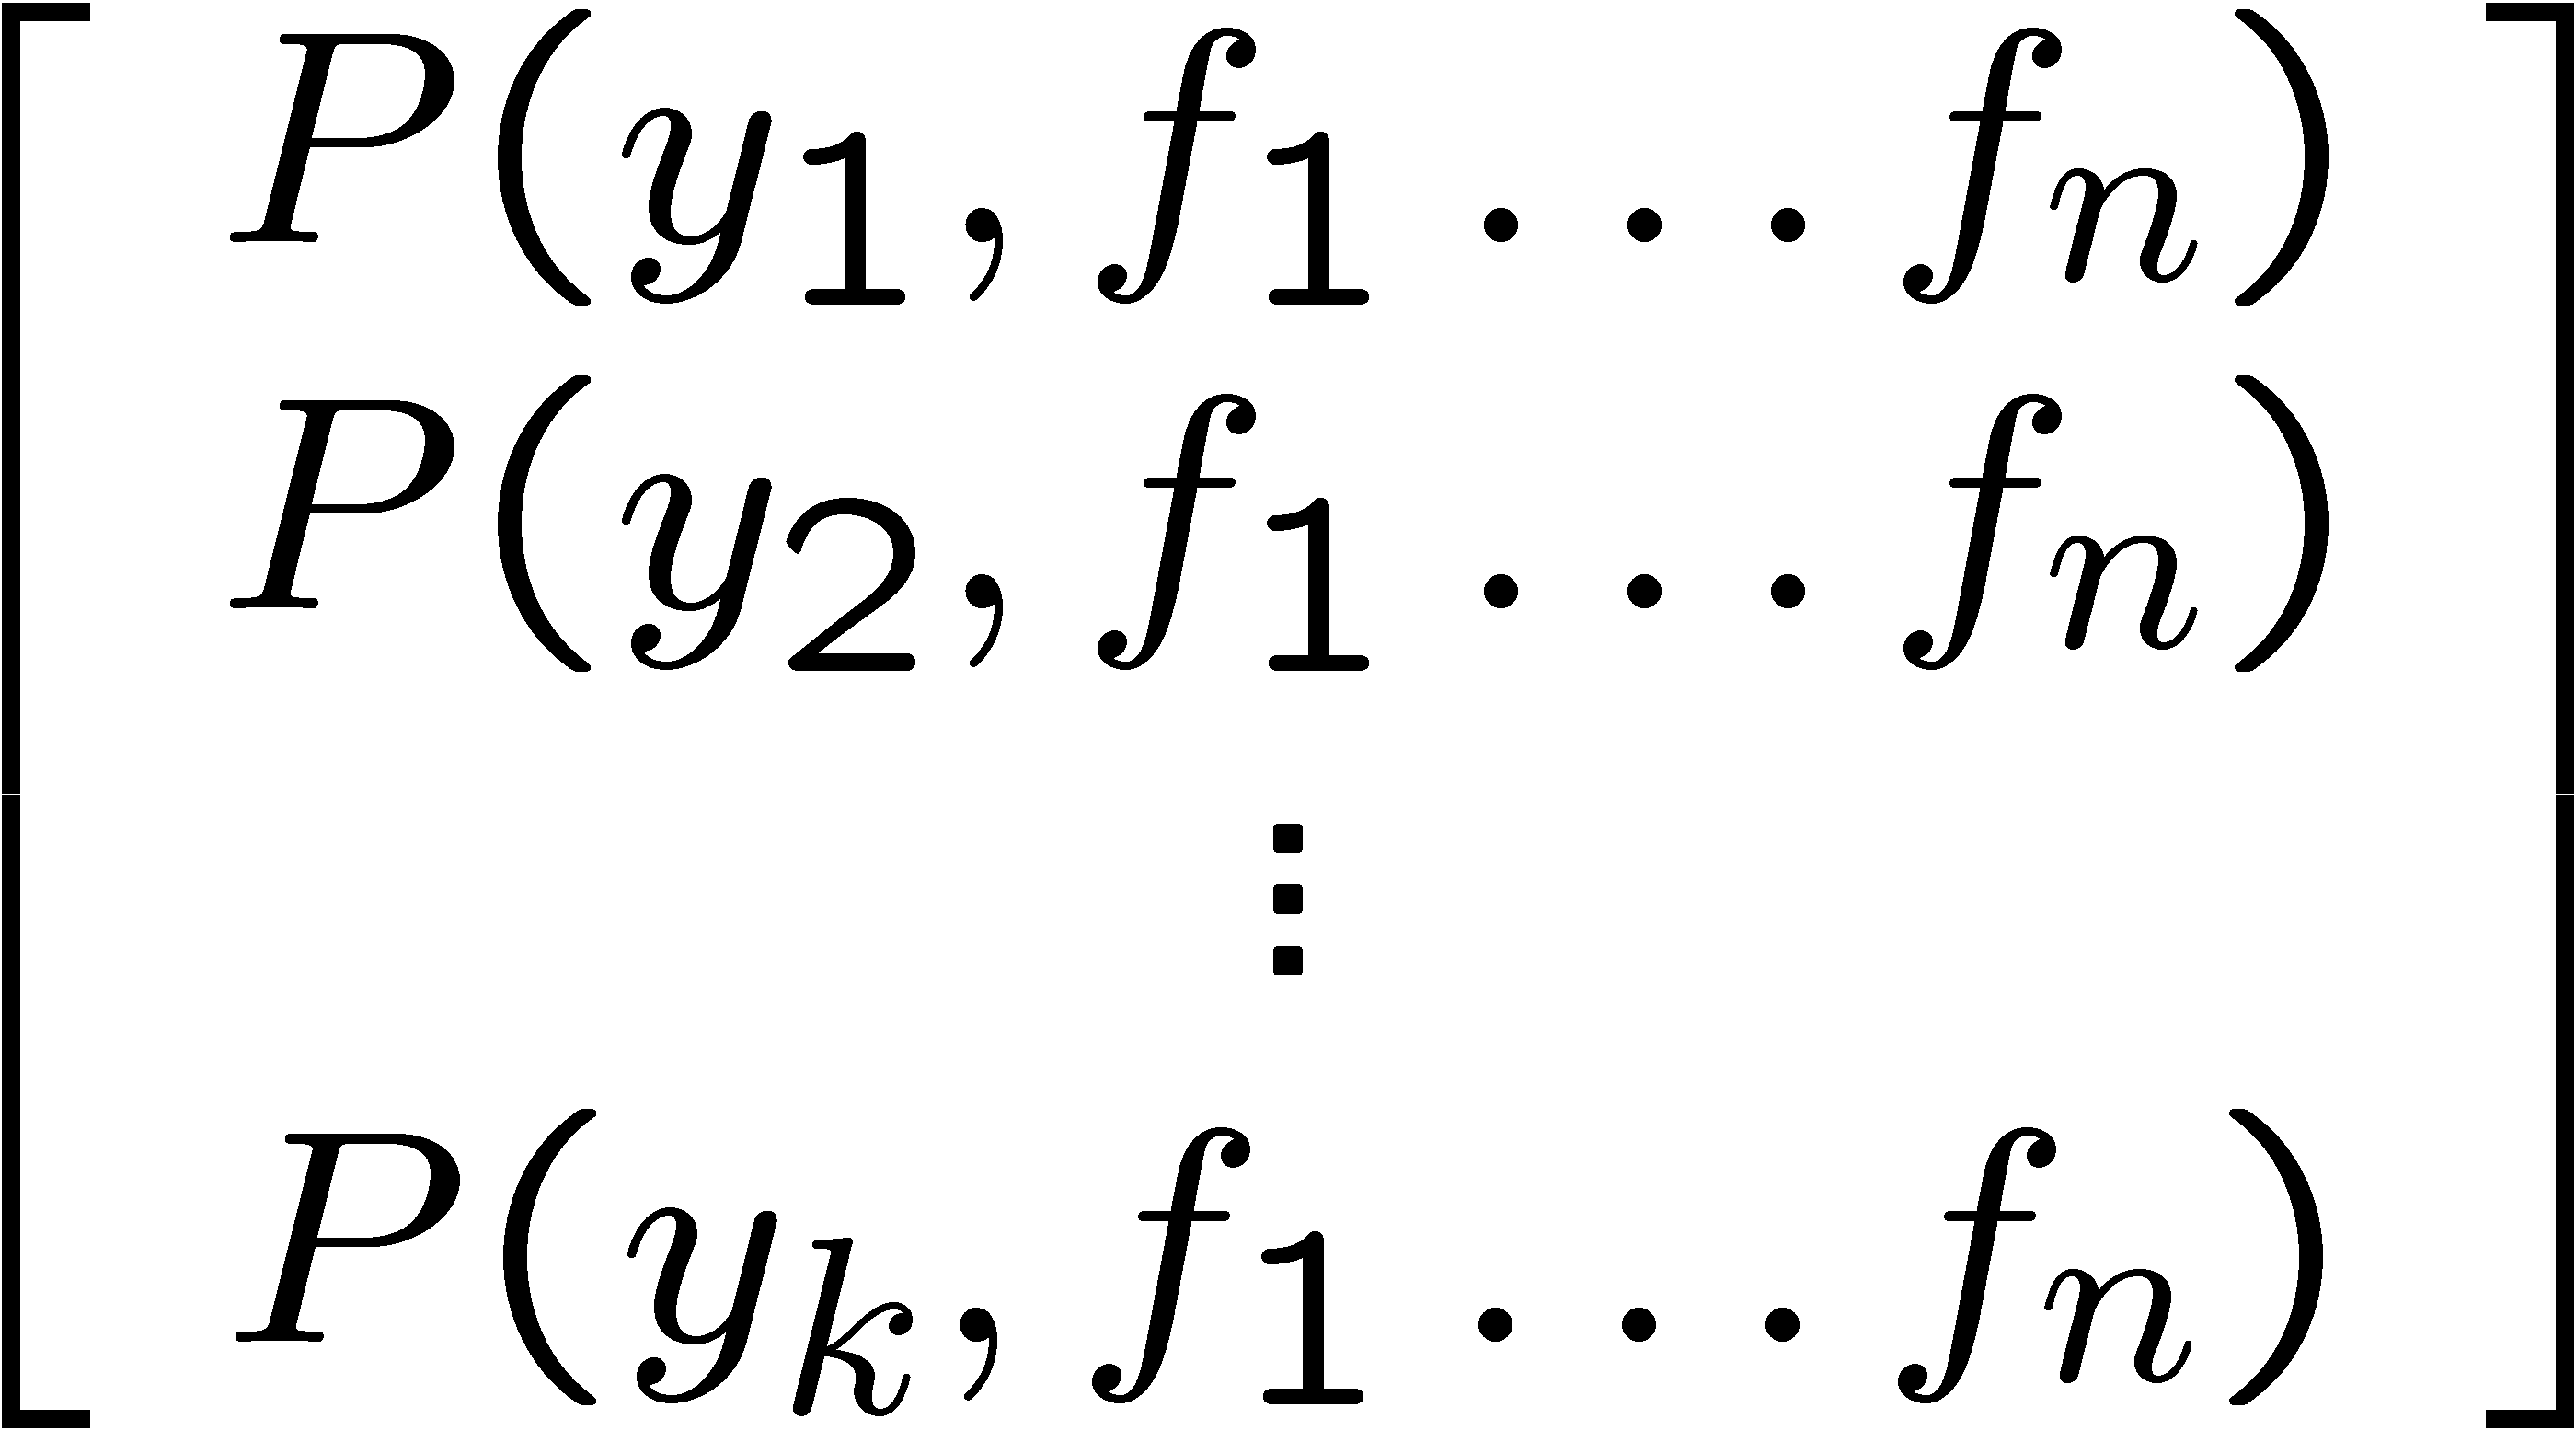 P(y₁, f₁ . . . fₙ)
P(y₂, f₁ . . . fₙ)
⋮
P(yₖ, f₁ . . . fₙ)